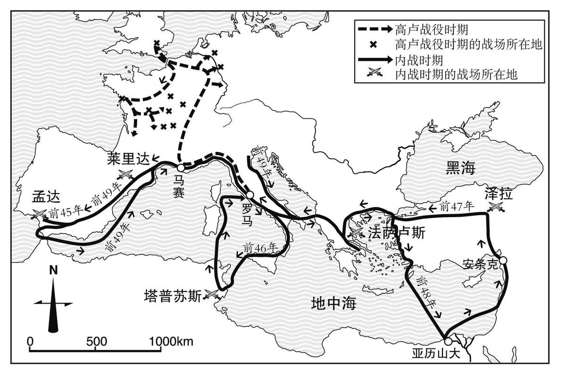 高卢战役时期
高卢战役时期的战场所在地
内战时期
内战时期的战场所在地
莱里达
孟达
前45年
前49年
前49年
马赛
前49年
罗马
前46年
塔普苏斯
黑海
泽拉
前47年
法萨卢斯
安条克
前48年
地中海
亚历山大
N
0
500
1000km